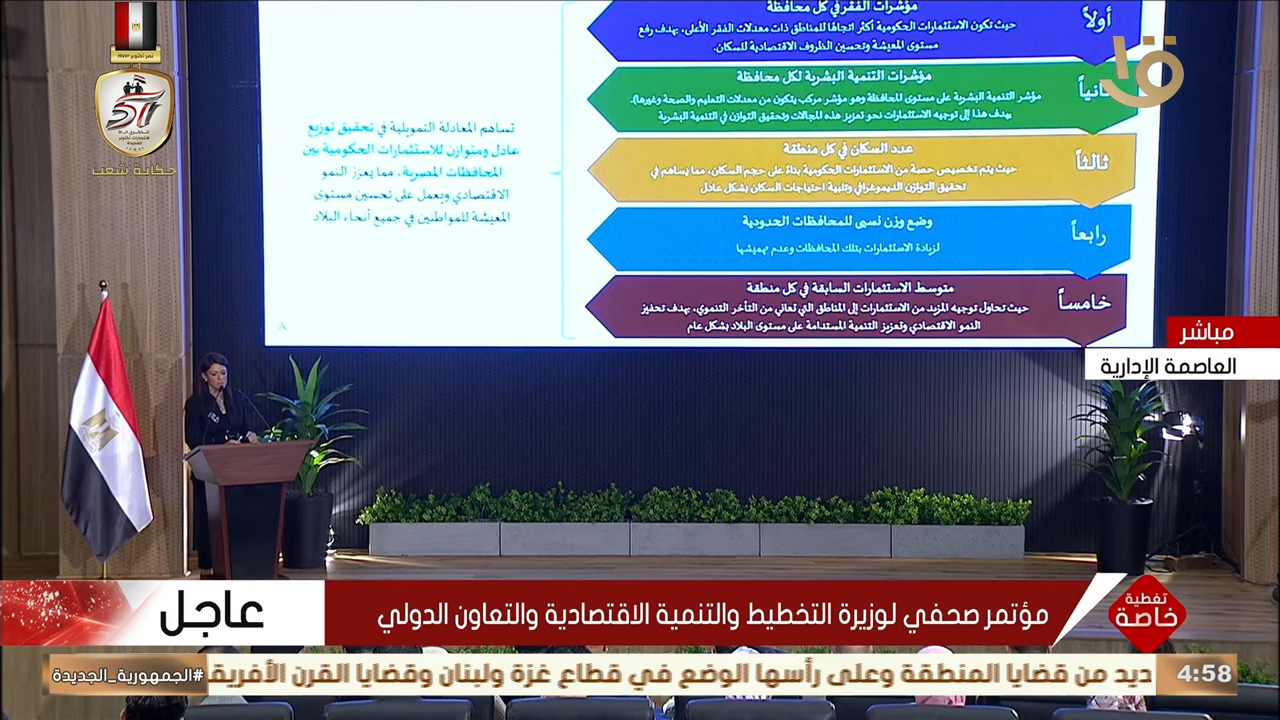 أولاً
مؤشرات الفقر في كل محافظة
حيث تكون الاستثمارات الحكومية أكثر اتجاهًا للمناطق ذات معدلات الفقر الأعلى، بهدف رفع
مستوى المعيشة وتحسين الظروف الاقتصادية للسكان.
ثانياً
مؤشرات التنمية البشرية لكل محافظة
مؤشر التنمية البشرية على مستوى المحافظة وهو مؤشر مركب يتكون من معدلات التعليم والصحة وغيرها).
يهدف هذا إلى توجيه الاستثمارات نحو تعزيز هذه المجالات وتحقيق التوازن في التنمية البشرية
ثالثاً
عدد السكان في كل منطقة
حيث يتم تخصيص حصة من الاستثمارات الحكومية بناءً على حجم السكان، مما يساهم في
تحقيق التوازن الديموغرافي وتلبية احتياجات السكان بشكل عادل
رابعاً
وضع وزن نسبي للمحافظات الحدودية
لزيادة الاستثمارات بتلك المحافظات وعدم تهميشها
خامساً
متوسط الاستثمارات السابقة في كل منطقة
حيث تحاول توجيه المزيد من الاستثمارات إلى المناطق التي تعاني من التأخر التنموي، بهدف تحفيز
النمو الاقتصادي وتعزيز التنمية المستدامة على مستوى البلاد بشكل عام
تساهم المعادلة التمويلية في تحقيق توزيع
عادل ومتوازن للاستثمارات الحكومية بين
المحافظات المصرية، مما يعزز النمو
الاقتصادي ويعمل على تحسين مستوى
المعيشة للمواطنين في جميع أنحاء البلاد
٨
حكاية شعب
مباشر
العاصمة الإدارية
تغطية
خاصة
مؤتمر صحفي لوزيرة التخطيط والتنمية الاقتصادية والتعاون الدولي
عاجل
4:58
ديد من قضايا المنطقة وعلى رأسها الوضع في قطاع غزة ولبنان وقضايا القرن الأفريقا
#الجمهورية_الجديدة